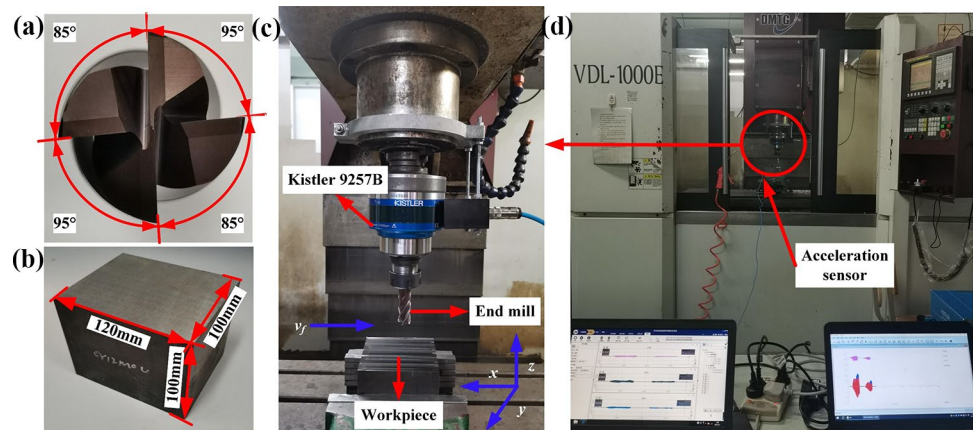 (a)
85°
95°
95°
85°
(b)
120mm
100mm
100mm
Cr12MoV
(c)
Kistler 9257B
KISTLER
v_f
End mill
x
z
y
Workpiece
(d)
DMTG
VDL-1000E
Acceleration
sensor